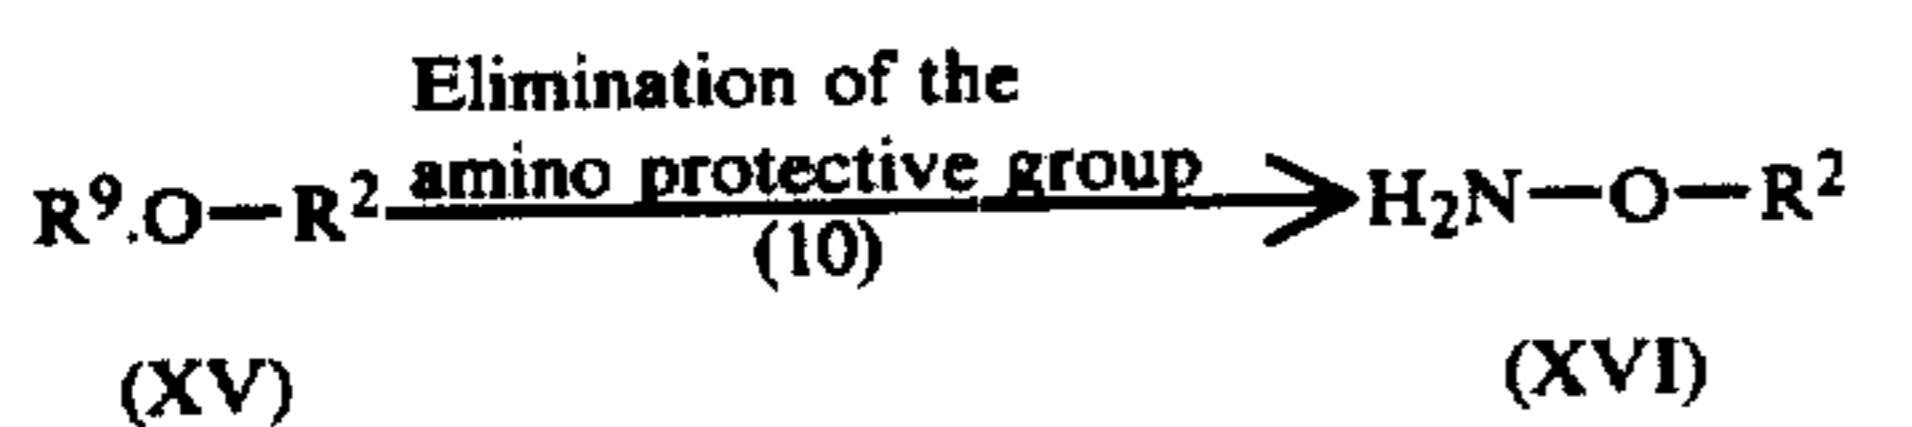 Elimination of the
amino protective group
R⁹.O—R² H₂N—O—R²
(10)
(XV) (XVI)